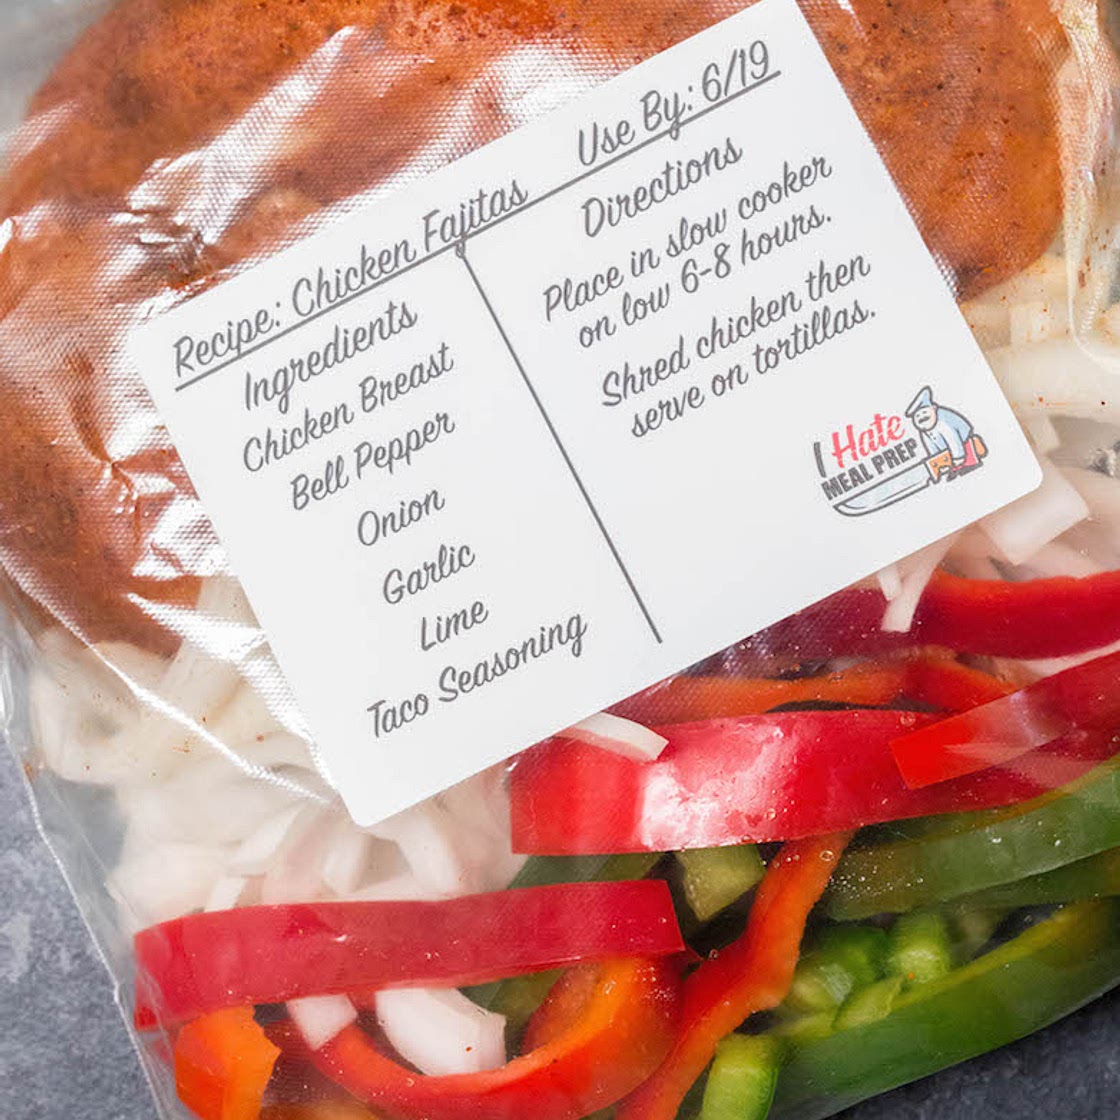 Recipe: Chicken Fajitas Use By: 6/19
Ingredients
Chicken Breast
Bell Pepper
Onion
Garlic
Lime
Taco Seasoning
Directions
Place in slow cooker
on low 6-8 hours.
Shred chicken then
serve on tortillas.
I Hate
MEAL PREP